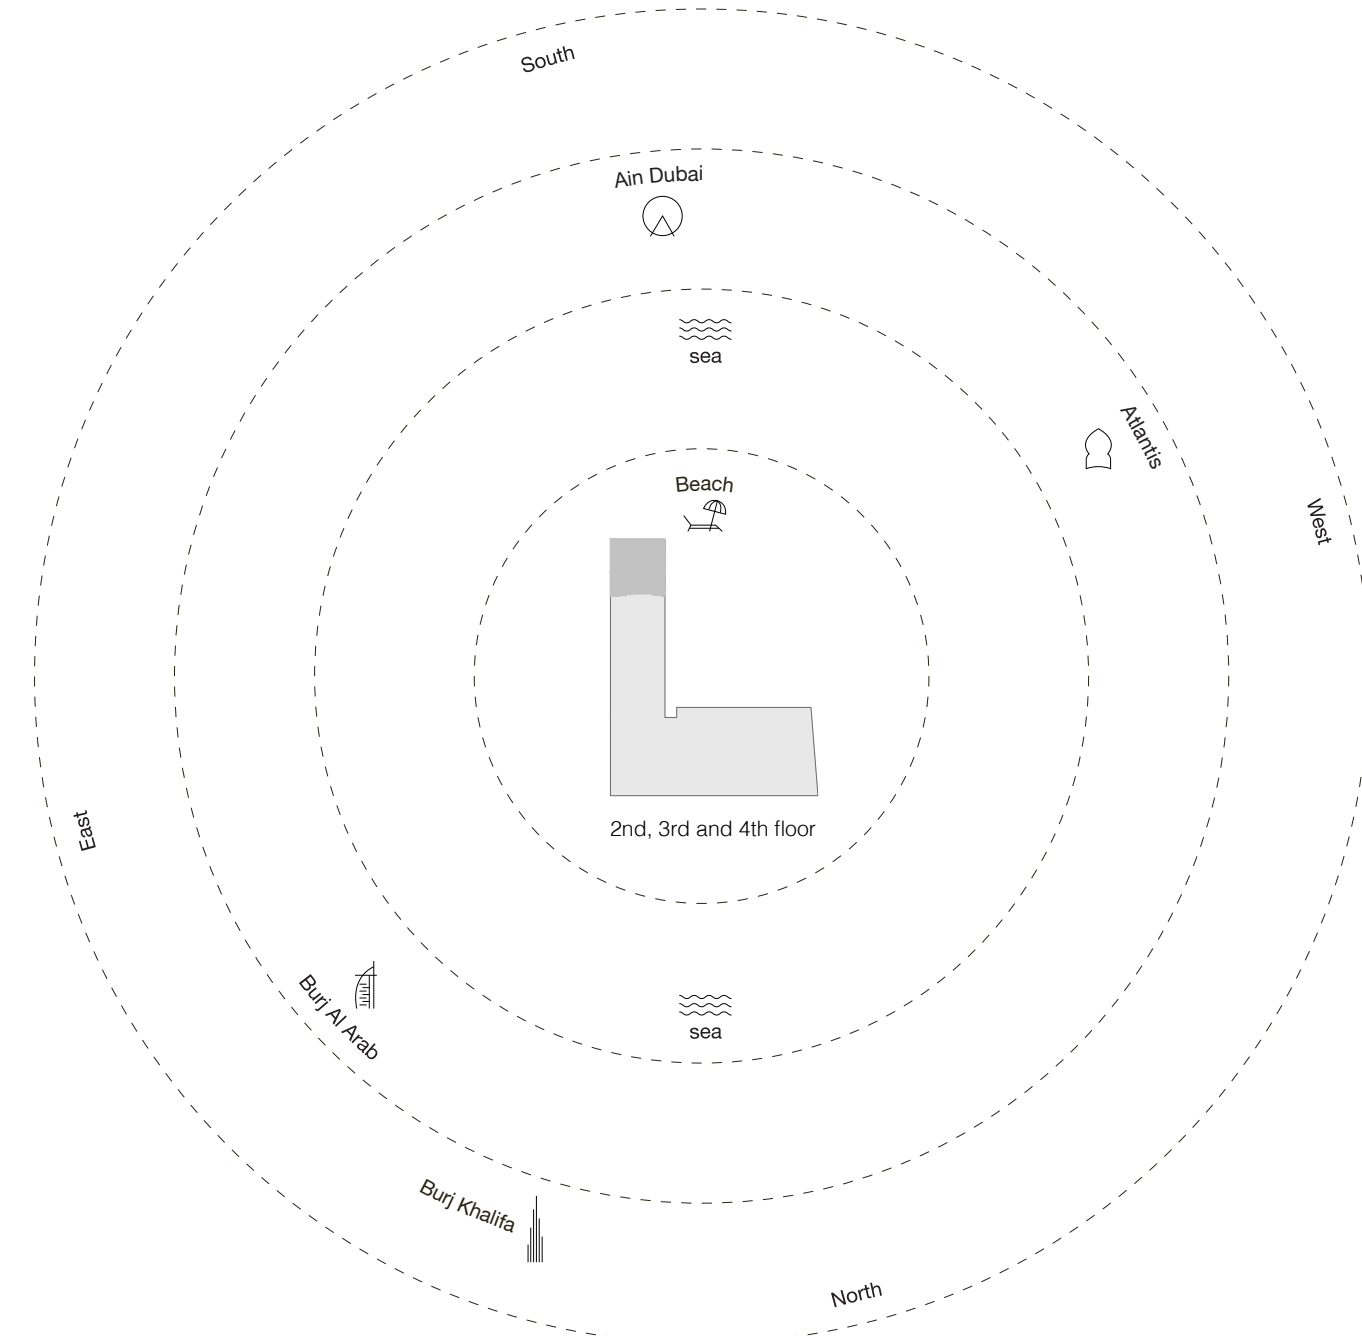 South
Ain Dubai
sea
Atlantis
Beach
West
East
2nd, 3rd and 4th floor
Burj Al Arab
sea
Burj Khalifa
North